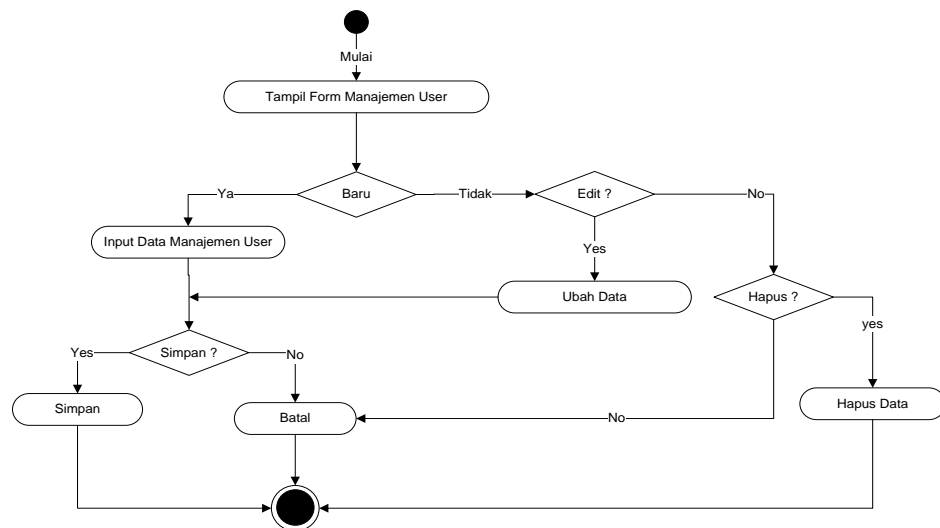 Mulai
Tampil Form Manajemen User
Ya
Baru
Tidak
Edit ?
No
Input Data Manajemen User
Yes
Ubah Data
Hapus ?
yes
Yes
Simpan ?
No
Simpan
Batal
No
Hapus Data